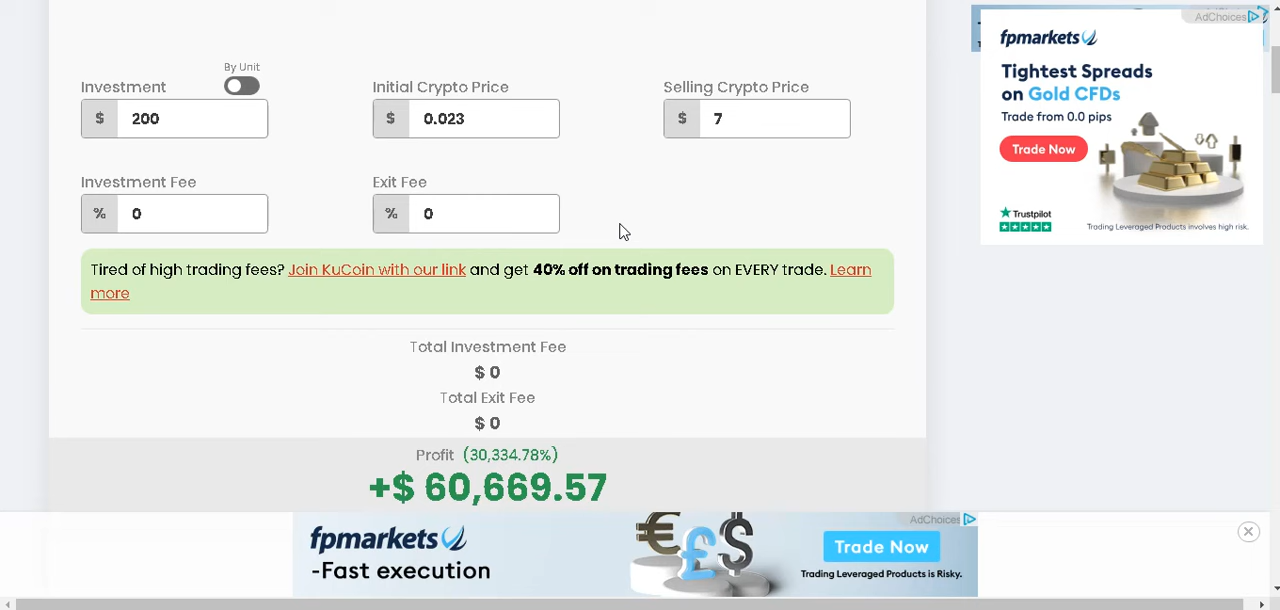 AdChoices
fpmarkets
Tightest Spreads
on Gold CFDs
Trade from 0.0 pips
Trade Now
Trustpilot
Trading Leveraged Products involves high risk.
By Unit
Investment
Initial Crypto Price
Selling Crypto Price
$ 200
$ 0.023
$ 7
Investment Fee
Exit Fee
% 0
% 0
Tired of high trading fees? Join KuCoin with our link and get 40% off on trading fees on EVERY trade. Learn
more
Total Investment Fee
$ 0
Total Exit Fee
$ 0
Profit (30,334.78%)
+$ 60,669.57
AdChoices
fpmarkets
-Fast execution
€ £ $
Trade Now
Trading Leveraged Products is Risky.